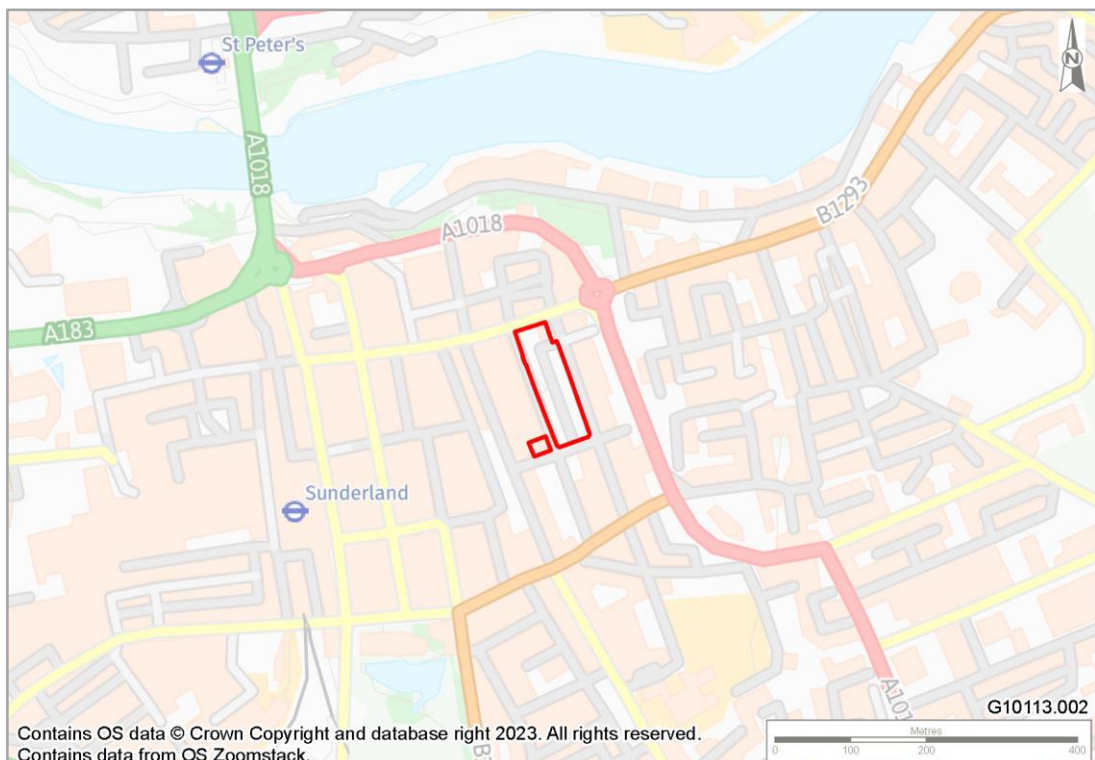 St Peter's
N
A1018
A1018
B1293
A183
Sunderland
A101
G10113.002
Contains OS data © Crown Copyright and database right 2023. All rights reserved.
Contains data from OS Zoomstack.
Metres
0 100 200 400